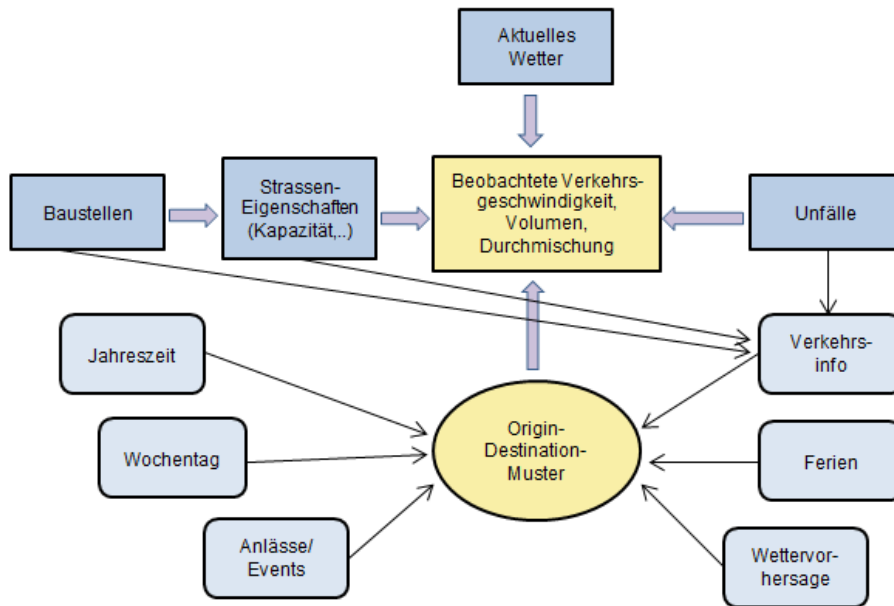 Aktuelles
Wetter
Baustellen
Strassen-
Eigenschaften
(Kapazität,..)
Beobachtete Verkehrs-
geschwindigkeit,
Volumen,
Durchmischung
Unfälle
Jahreszeit
Verkehrs-
info
Wochentag
Origin-
Destination-
Muster
Ferien
Anlässe/
Events
Wettervor-
hersage